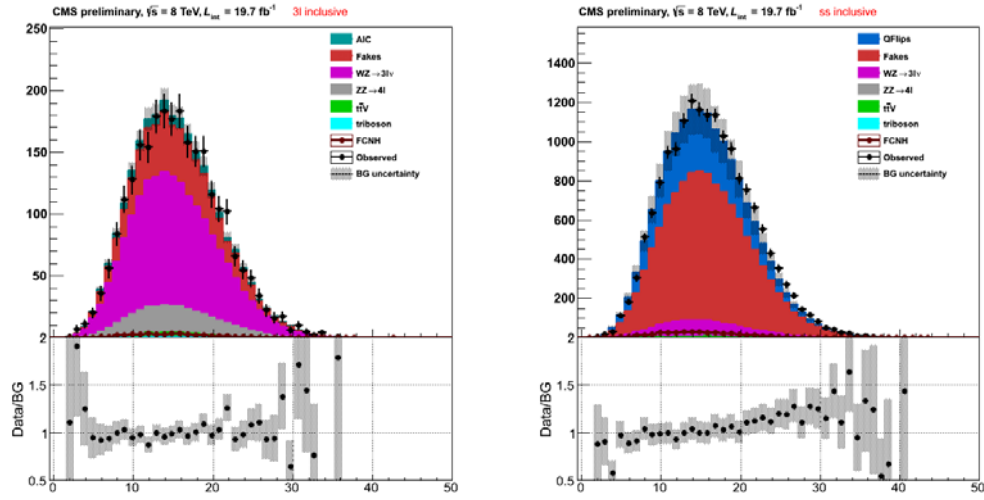 CMS preliminary, √s = 8 TeV, L_int = 19.7 fb⁻¹ 3l inclusive
250
200
150
100
50
AIC
Fakes
WZ→3lν
ZZ→4l
tt̄V
triboson
FCNH
Observed
BG uncertainty
2
1.5
1
0.5
Data/BG
0 10 20 30 40 50
CMS preliminary, √s = 8 TeV, L_int = 19.7 fb⁻¹ ss inclusive
1400
1200
1000
800
600
400
200
QFlips
Fakes
WZ→3lν
ZZ→4l
tt̄V
triboson
FCNH
Observed
BG uncertainty
2
1.5
1
0.5
Data/BG
0 10 20 30 40 50